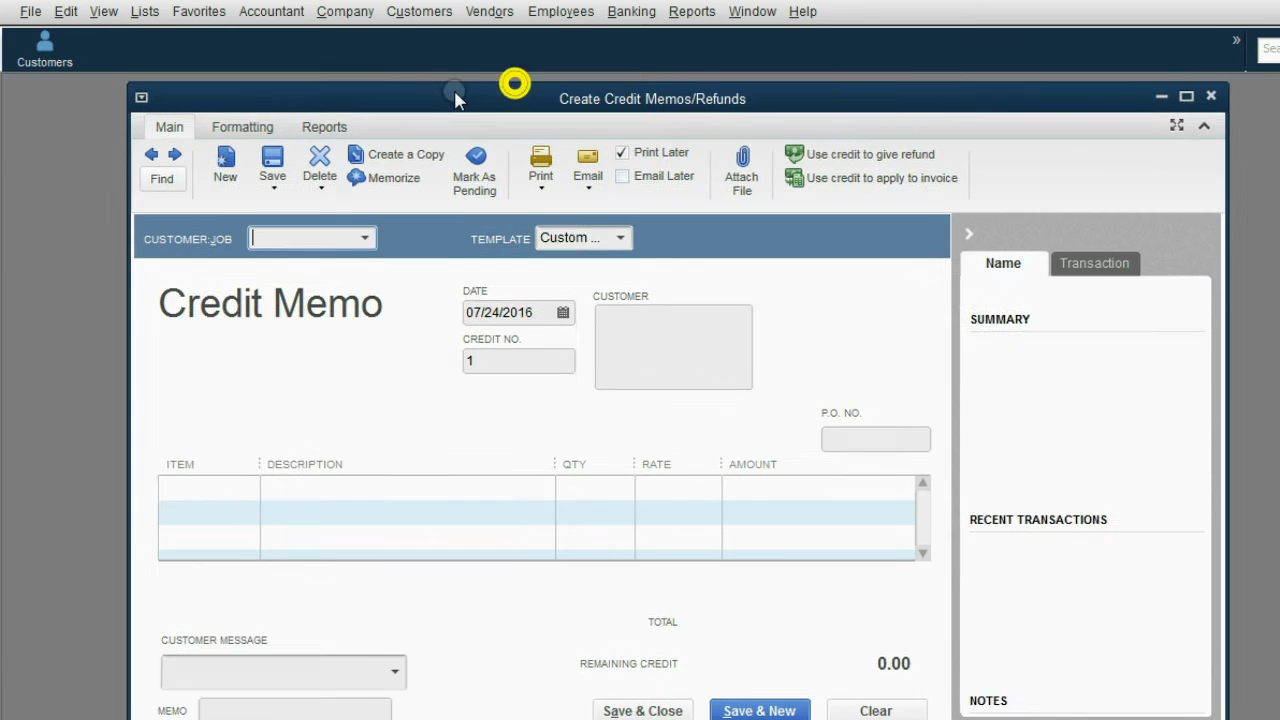 File Edit View Lists Favorites Accountant Company Customers Vendors Employees Banking Reports Window Help
Customers
» Sea
Create Credit Memos/Refunds
Main Formatting Reports
Find
New
Save
Delete
Create a Copy
Memorize
Mark As
Pending
Print
Email
Print Later
Email Later
Attach
File
Use credit to give refund
Use credit to apply to invoice
CUSTOMER:JOB
TEMPLATE Custom ...
Name Transaction
Credit Memo
DATE
07/24/2016
CREDIT NO.
1
CUSTOMER
P.O. NO.
SUMMARY
ITEM DESCRIPTION QTY RATE AMOUNT
RECENT TRANSACTIONS
TOTAL
CUSTOMER MESSAGE
REMAINING CREDIT 0.00
MEMO
Save & Close Save & New Clear
NOTES